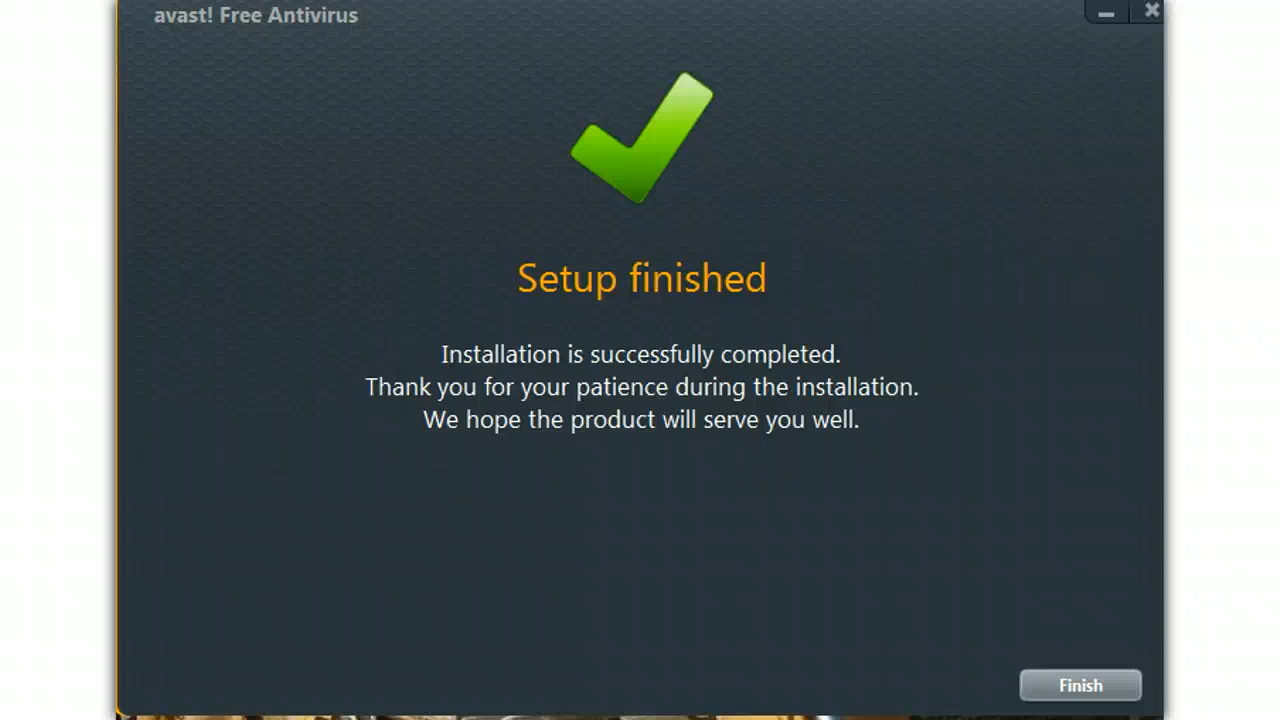 avast! Free Antivirus
Setup finished
Installation is successfully completed.
Thank you for your patience during the installation.
We hope the product will serve you well.
Finish